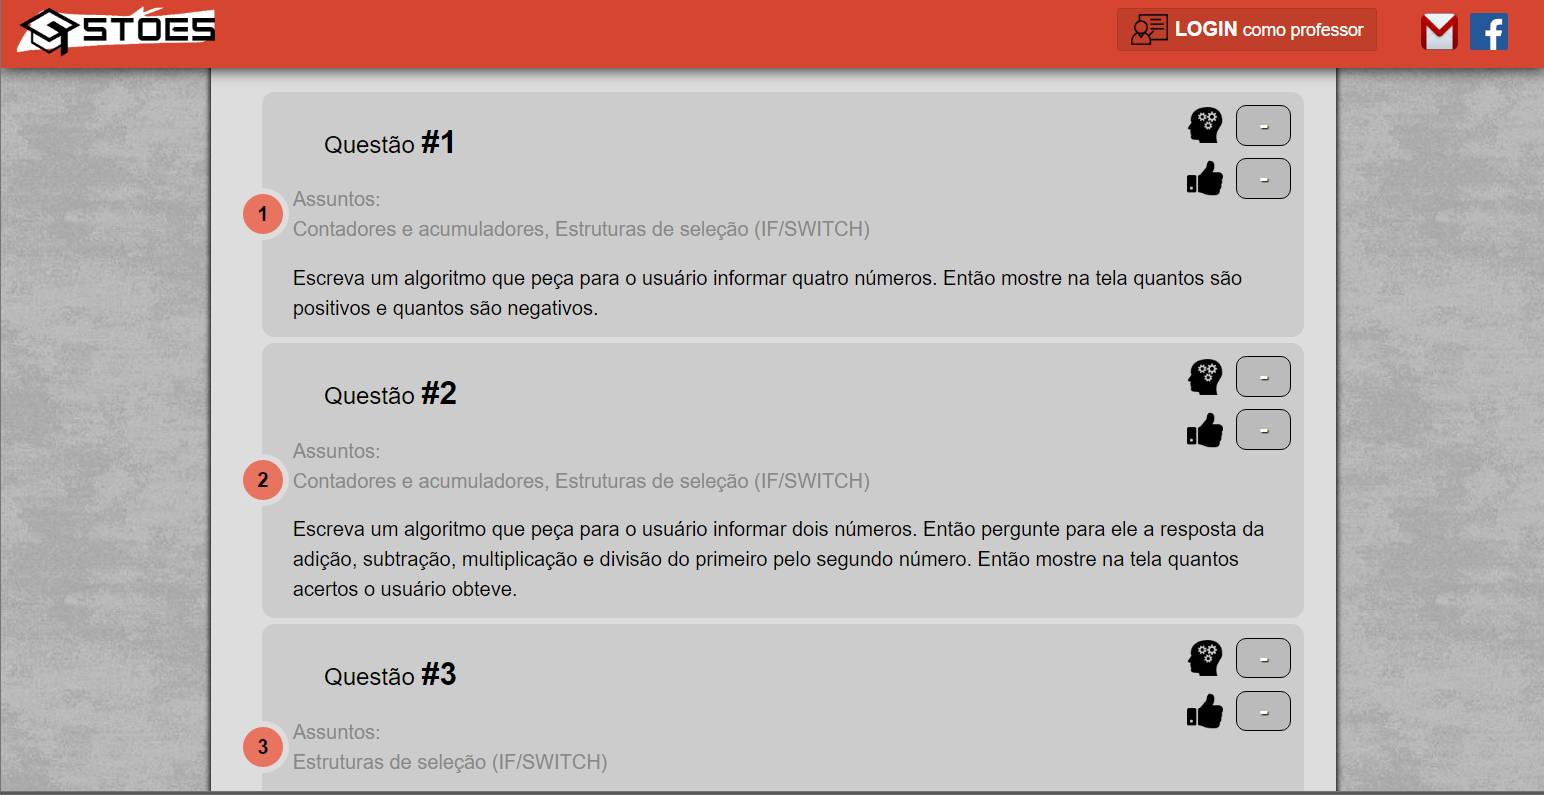 STOES
LOGIN como professor
Questão #1
-
-
1
Assuntos:
Contadores e acumuladores, Estruturas de seleção (IF/SWITCH)
Escreva um algoritmo que peça para o usuário informar quatro números. Então mostre na tela quantos são
positivos e quantos são negativos.
Questão #2
-
-
2
Assuntos:
Contadores e acumuladores, Estruturas de seleção (IF/SWITCH)
Escreva um algoritmo que peça para o usuário informar dois números. Então pergunte para ele a resposta da
adição, subtração, multiplicação e divisão do primeiro pelo segundo número. Então mostre na tela quantos
acertos o usuário obteve.
Questão #3
-
-
3
Assuntos:
Estruturas de seleção (IF/SWITCH)